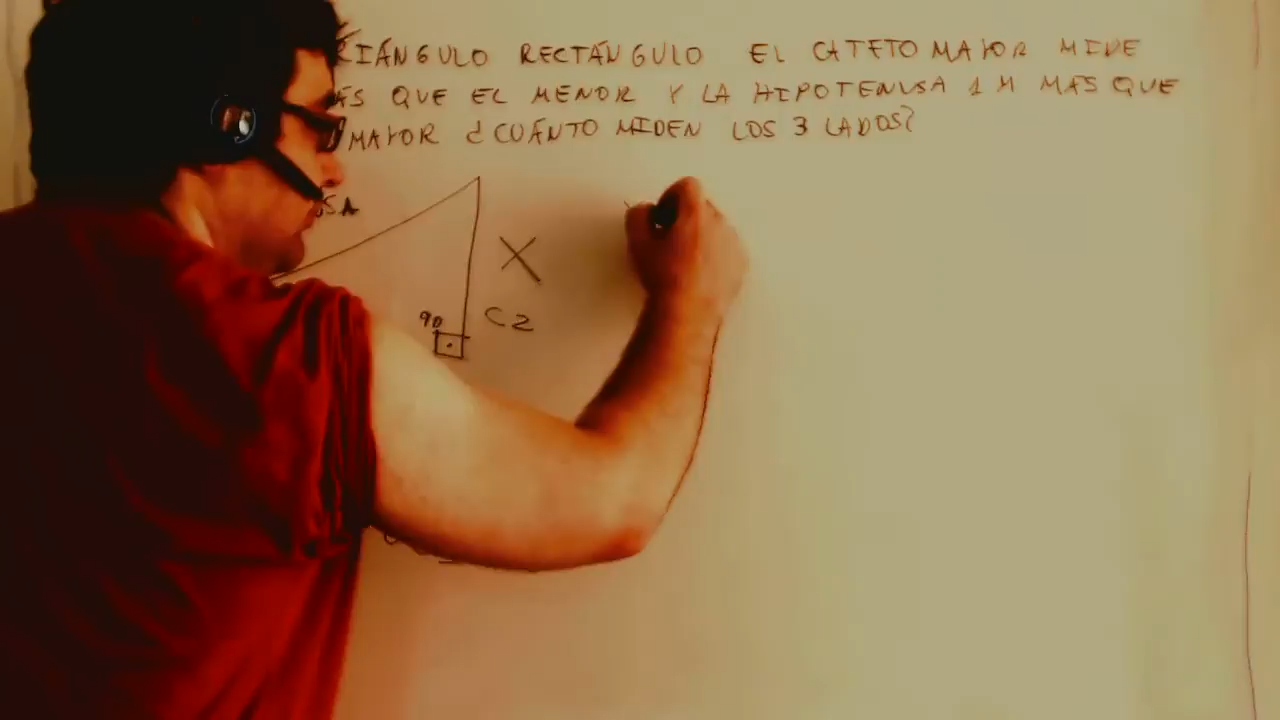 RIÁNGULO RECTÁNGULO EL CATETO MAYOR MIDE
ÁS QUE EL MENOR Y LA HIPOTENUSA 1 M MÁS QUE
MAYOR ¿CUÁNTO MIDEN LOS 3 LADOS?
SA
X
90
C2